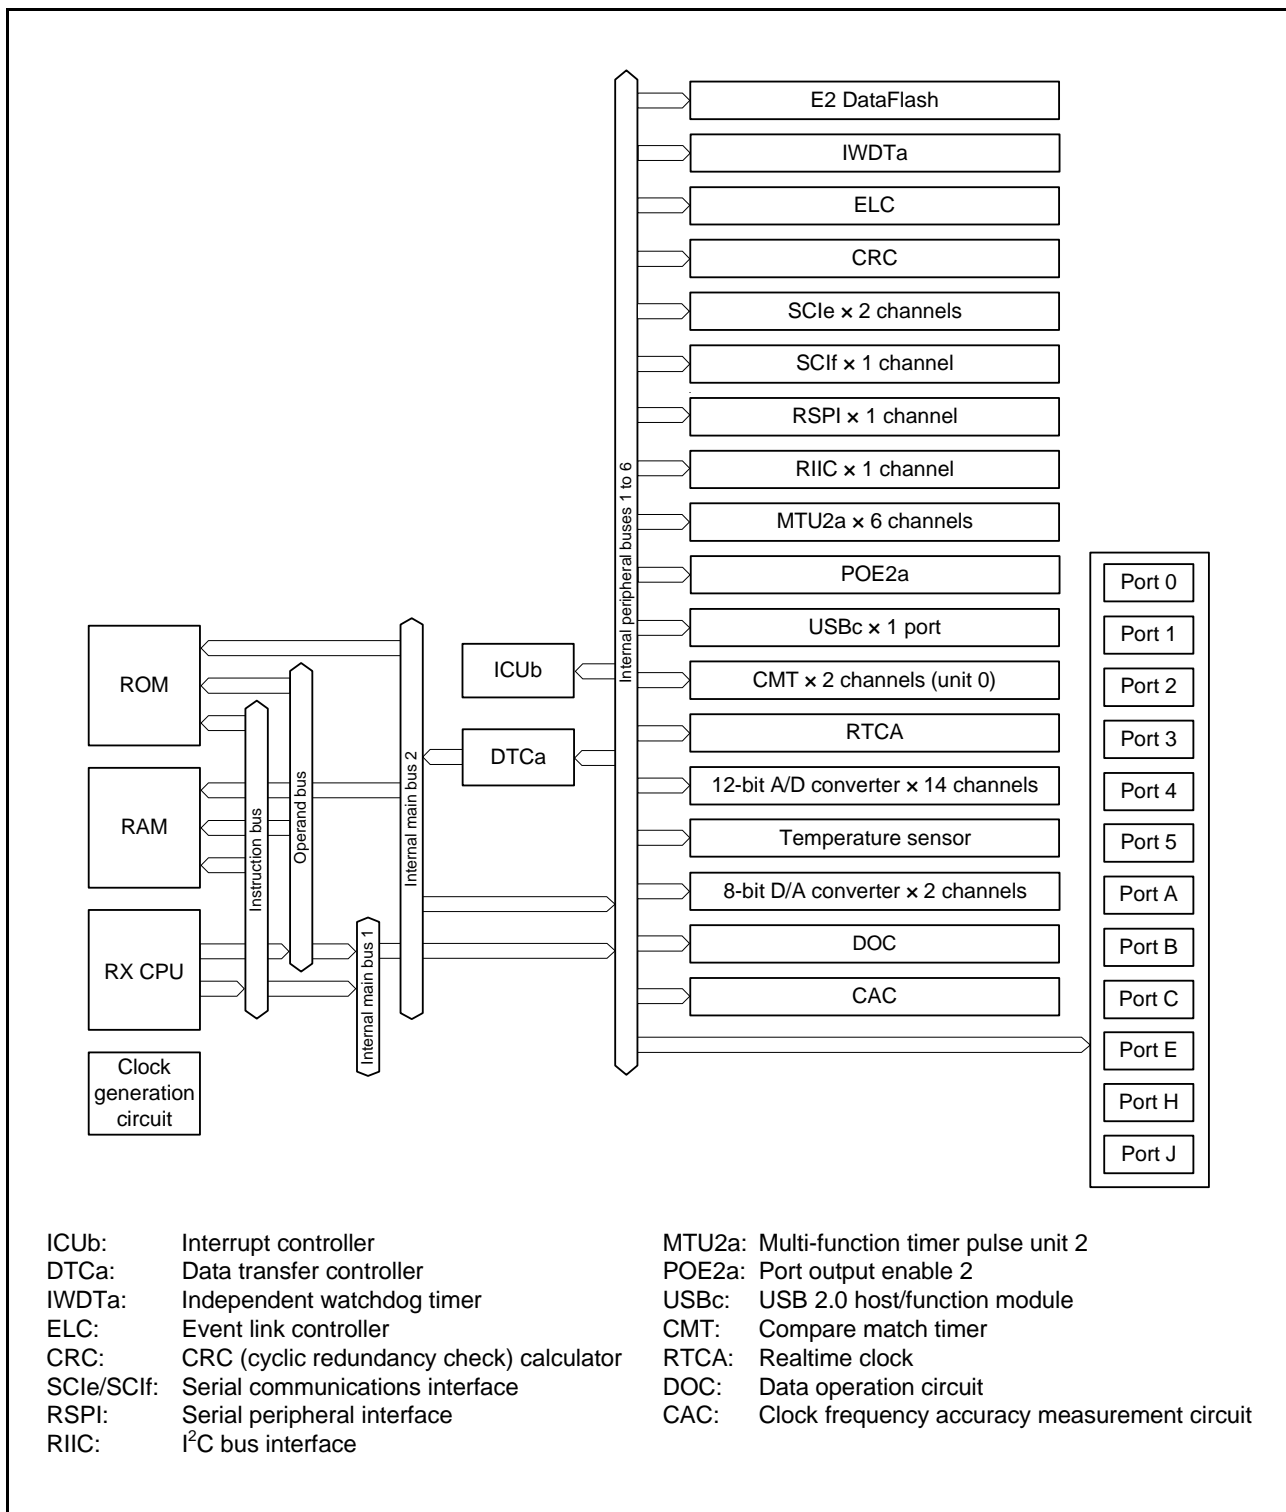 E2 DataFlash
IWDTa
ELC
CRC
SCIe × 2 channels
SCIf × 1 channel
RSPI × 1 channel
RIIC × 1 channel
MTU2a × 6 channels
POE2a
USBc × 1 port
CMT × 2 channels (unit 0)
RTCA
12-bit A/D converter × 14 channels
Temperature sensor
8-bit D/A converter × 2 channels
DOC
CAC
Internal peripheral buses 1 to 6
ICUb
DTCa
ROM
RAM
RX CPU
Clock
generation
circuit
Instruction bus
Operand bus
Internal main bus 1
Internal main bus 2
Port 0
Port 1
Port 2
Port 3
Port 4
Port 5
Port A
Port B
Port C
Port E
Port H
Port J
ICUb: Interrupt controller
DTCa: Data transfer controller
IWDTa: Independent watchdog timer
ELC: Event link controller
CRC: CRC (cyclic redundancy check) calculator
SCIe/SCIf: Serial communications interface
RSPI: Serial peripheral interface
RIIC: I²C bus interface
MTU2a: Multi-function timer pulse unit 2
POE2a: Port output enable 2
USBc: USB 2.0 host/function module
CMT: Compare match timer
RTCA: Realtime clock
DOC: Data operation circuit
CAC: Clock frequency accuracy measurement circuit